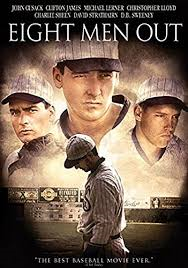 JOHN CUSACK CLIFTON JAMES MICHAEL LERNER CHRISTOPHER LLOYD
CHARLIE SHEEN DAVID STRATHAIRN D.B. SWEENEY
EIGHT MEN OUT
"THE BEST BASEBALL MOVIE EVER."